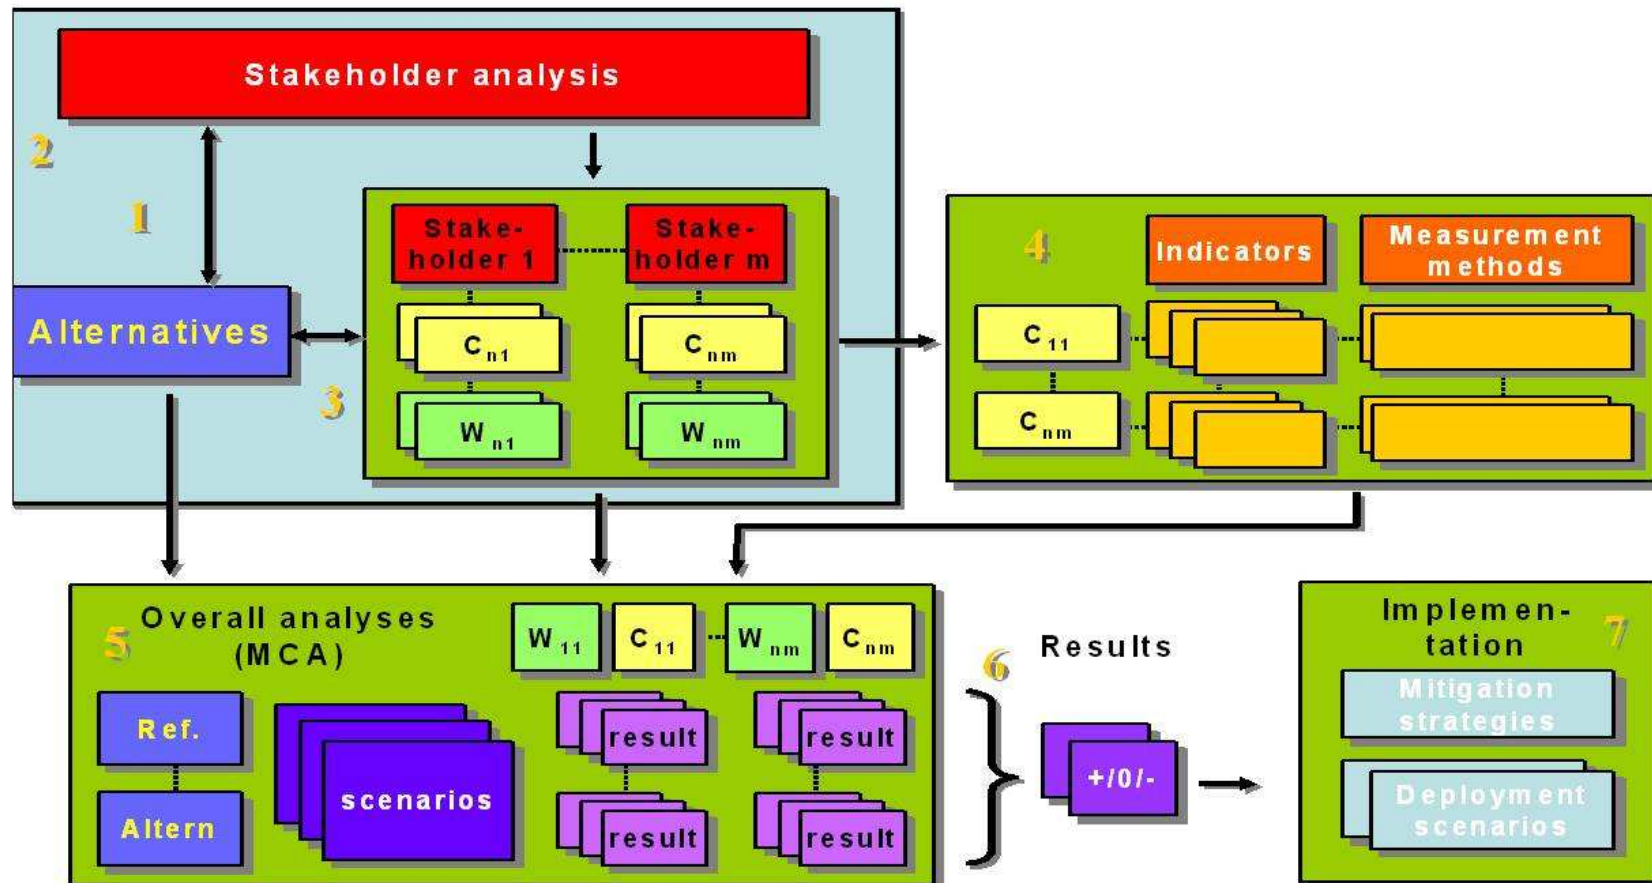 Stakeholder analysis
2
1
Alternatives
3
Stake-
holder 1
Stake-
holder m
C n1
C nm
W n1
W nm
4
Indicators
Measurement
methods
C 11
C nm
5
Overall analyses
(MCA)
W 11
C 11
W nm
C nm
Ref.
Altern
scenarios
result
result
result
result
6
Results
+/0/-
Implemen-
tation
7
Mitigation
strategies
Deployment
scenarios